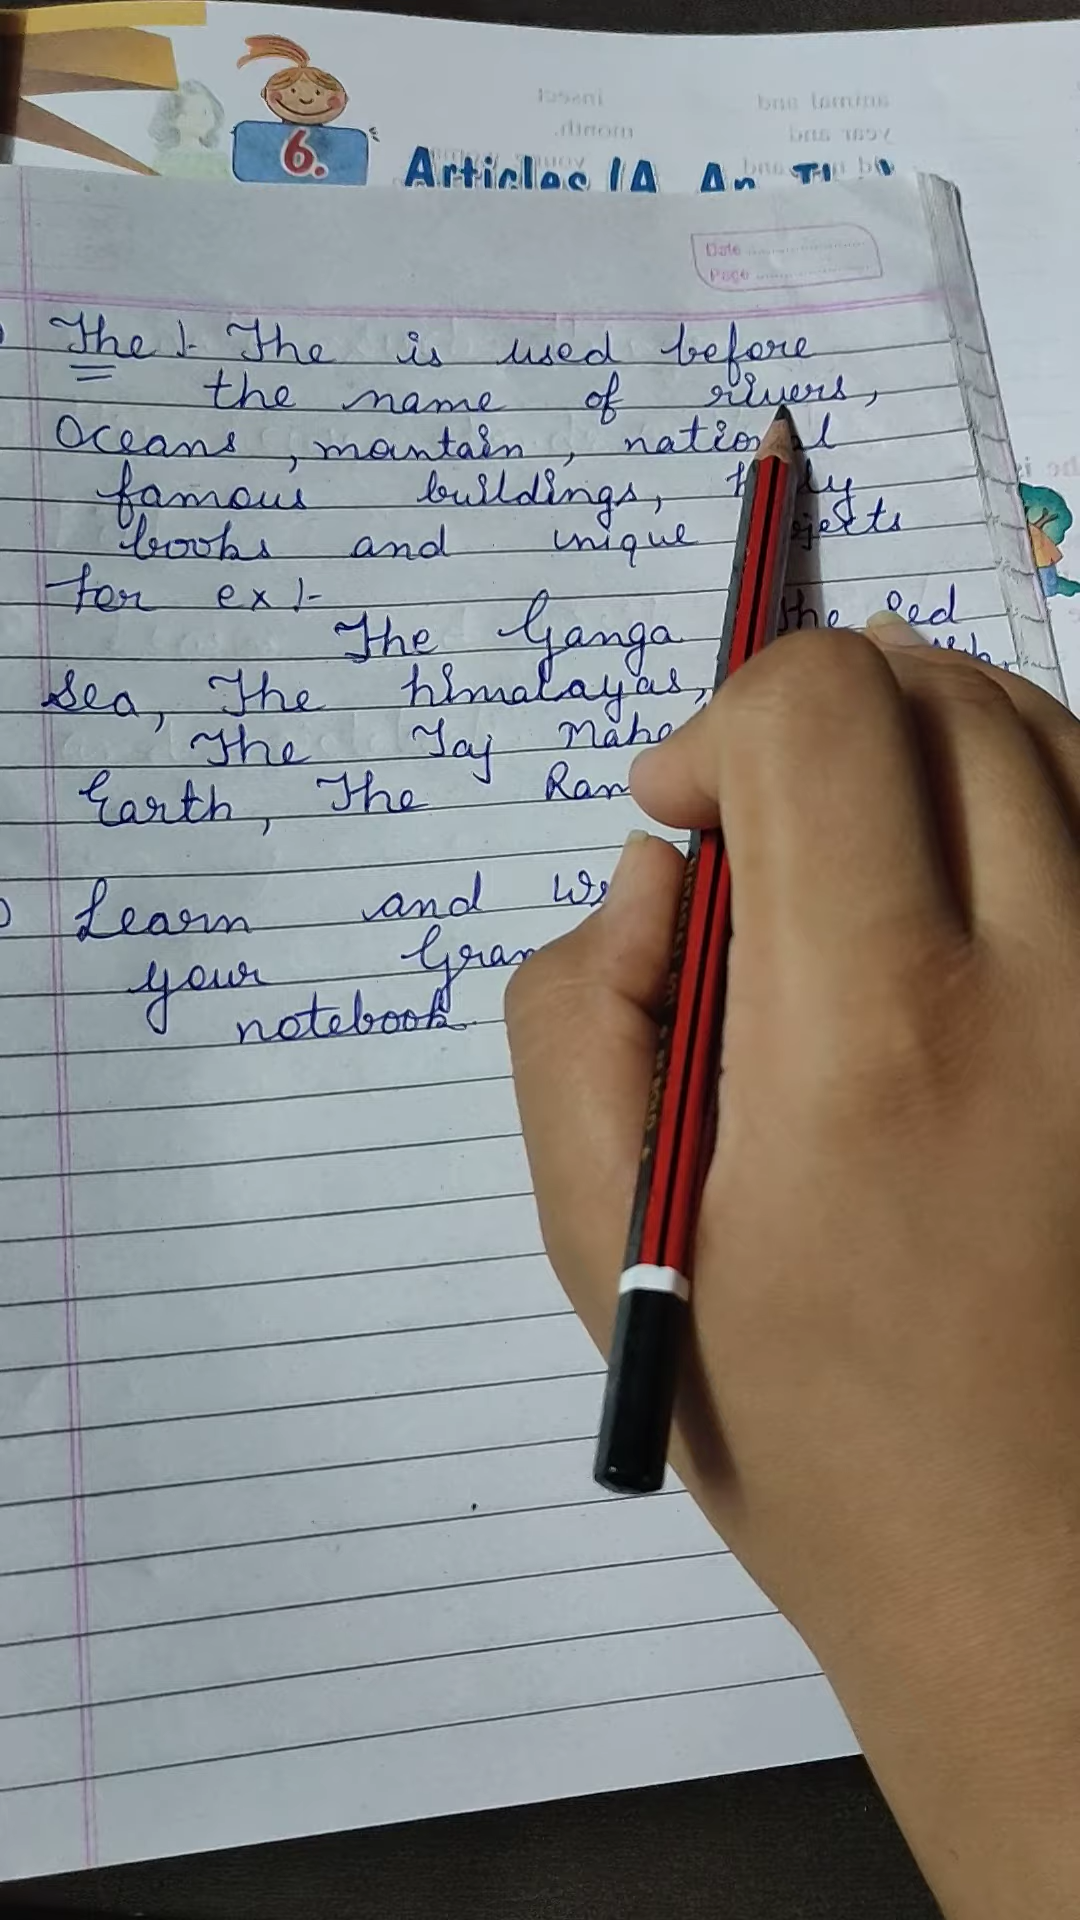 6.
Articles (A, An, The)
Date
Page
The :- The is used before
the name of rivers,
Oceans, mantain, national
famous buildings,
books and unique
for ex :-
The Ganga The Red
Sea, The himalayas,
The Taj
Earth, The
Learn and
your
notebook